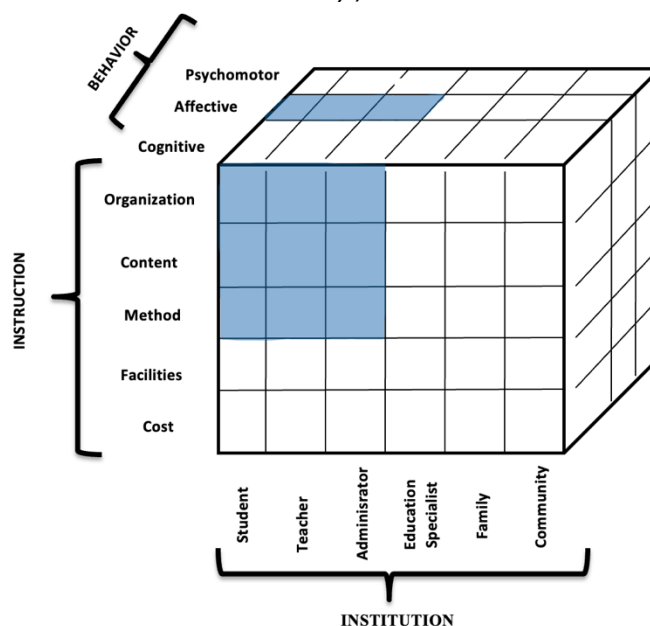 BEHAVIOR
Psychomotor
Affective
Cognitive
INSTRUCTION
Organization
Content
Method
Facilities
Cost
Student
Teacher
Adminisrator
Education
Specialist
Family
Community
INSTITUTION